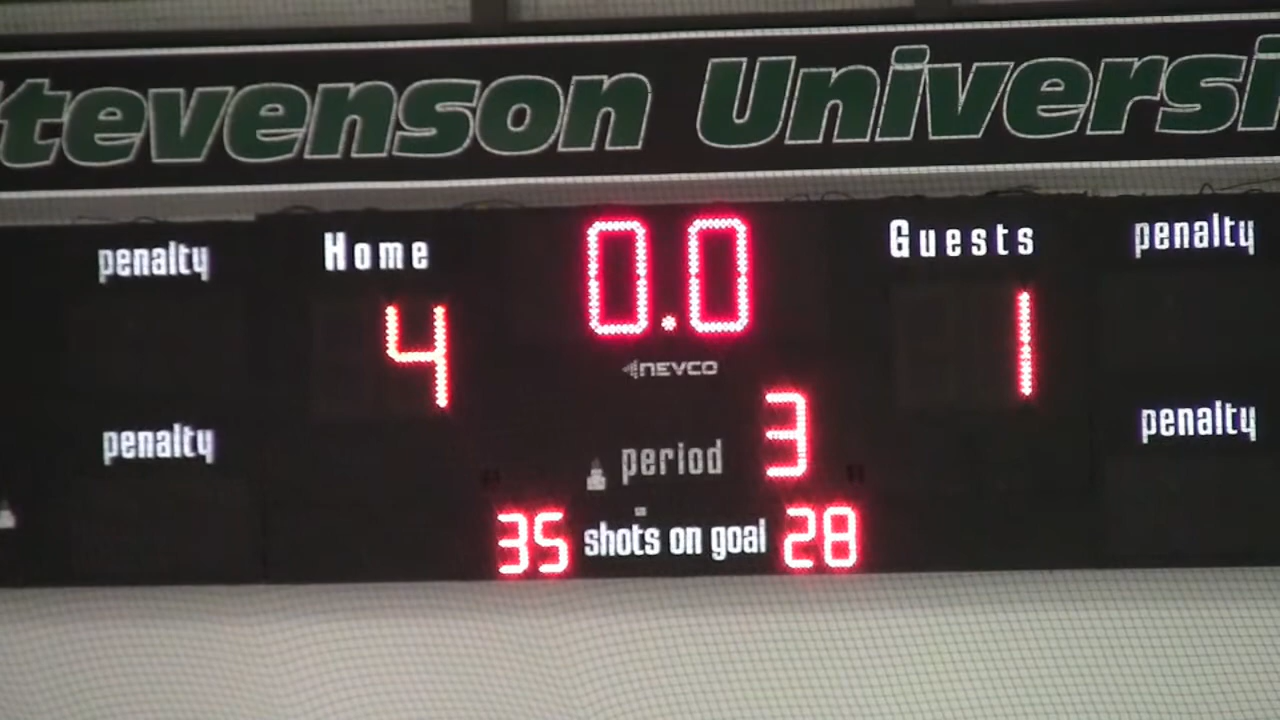 Stevenson Universi
penalty Home 0.0 Guests penalty
4 1
NEVCO
penalty period 3 penalty
35 shots on goal 28